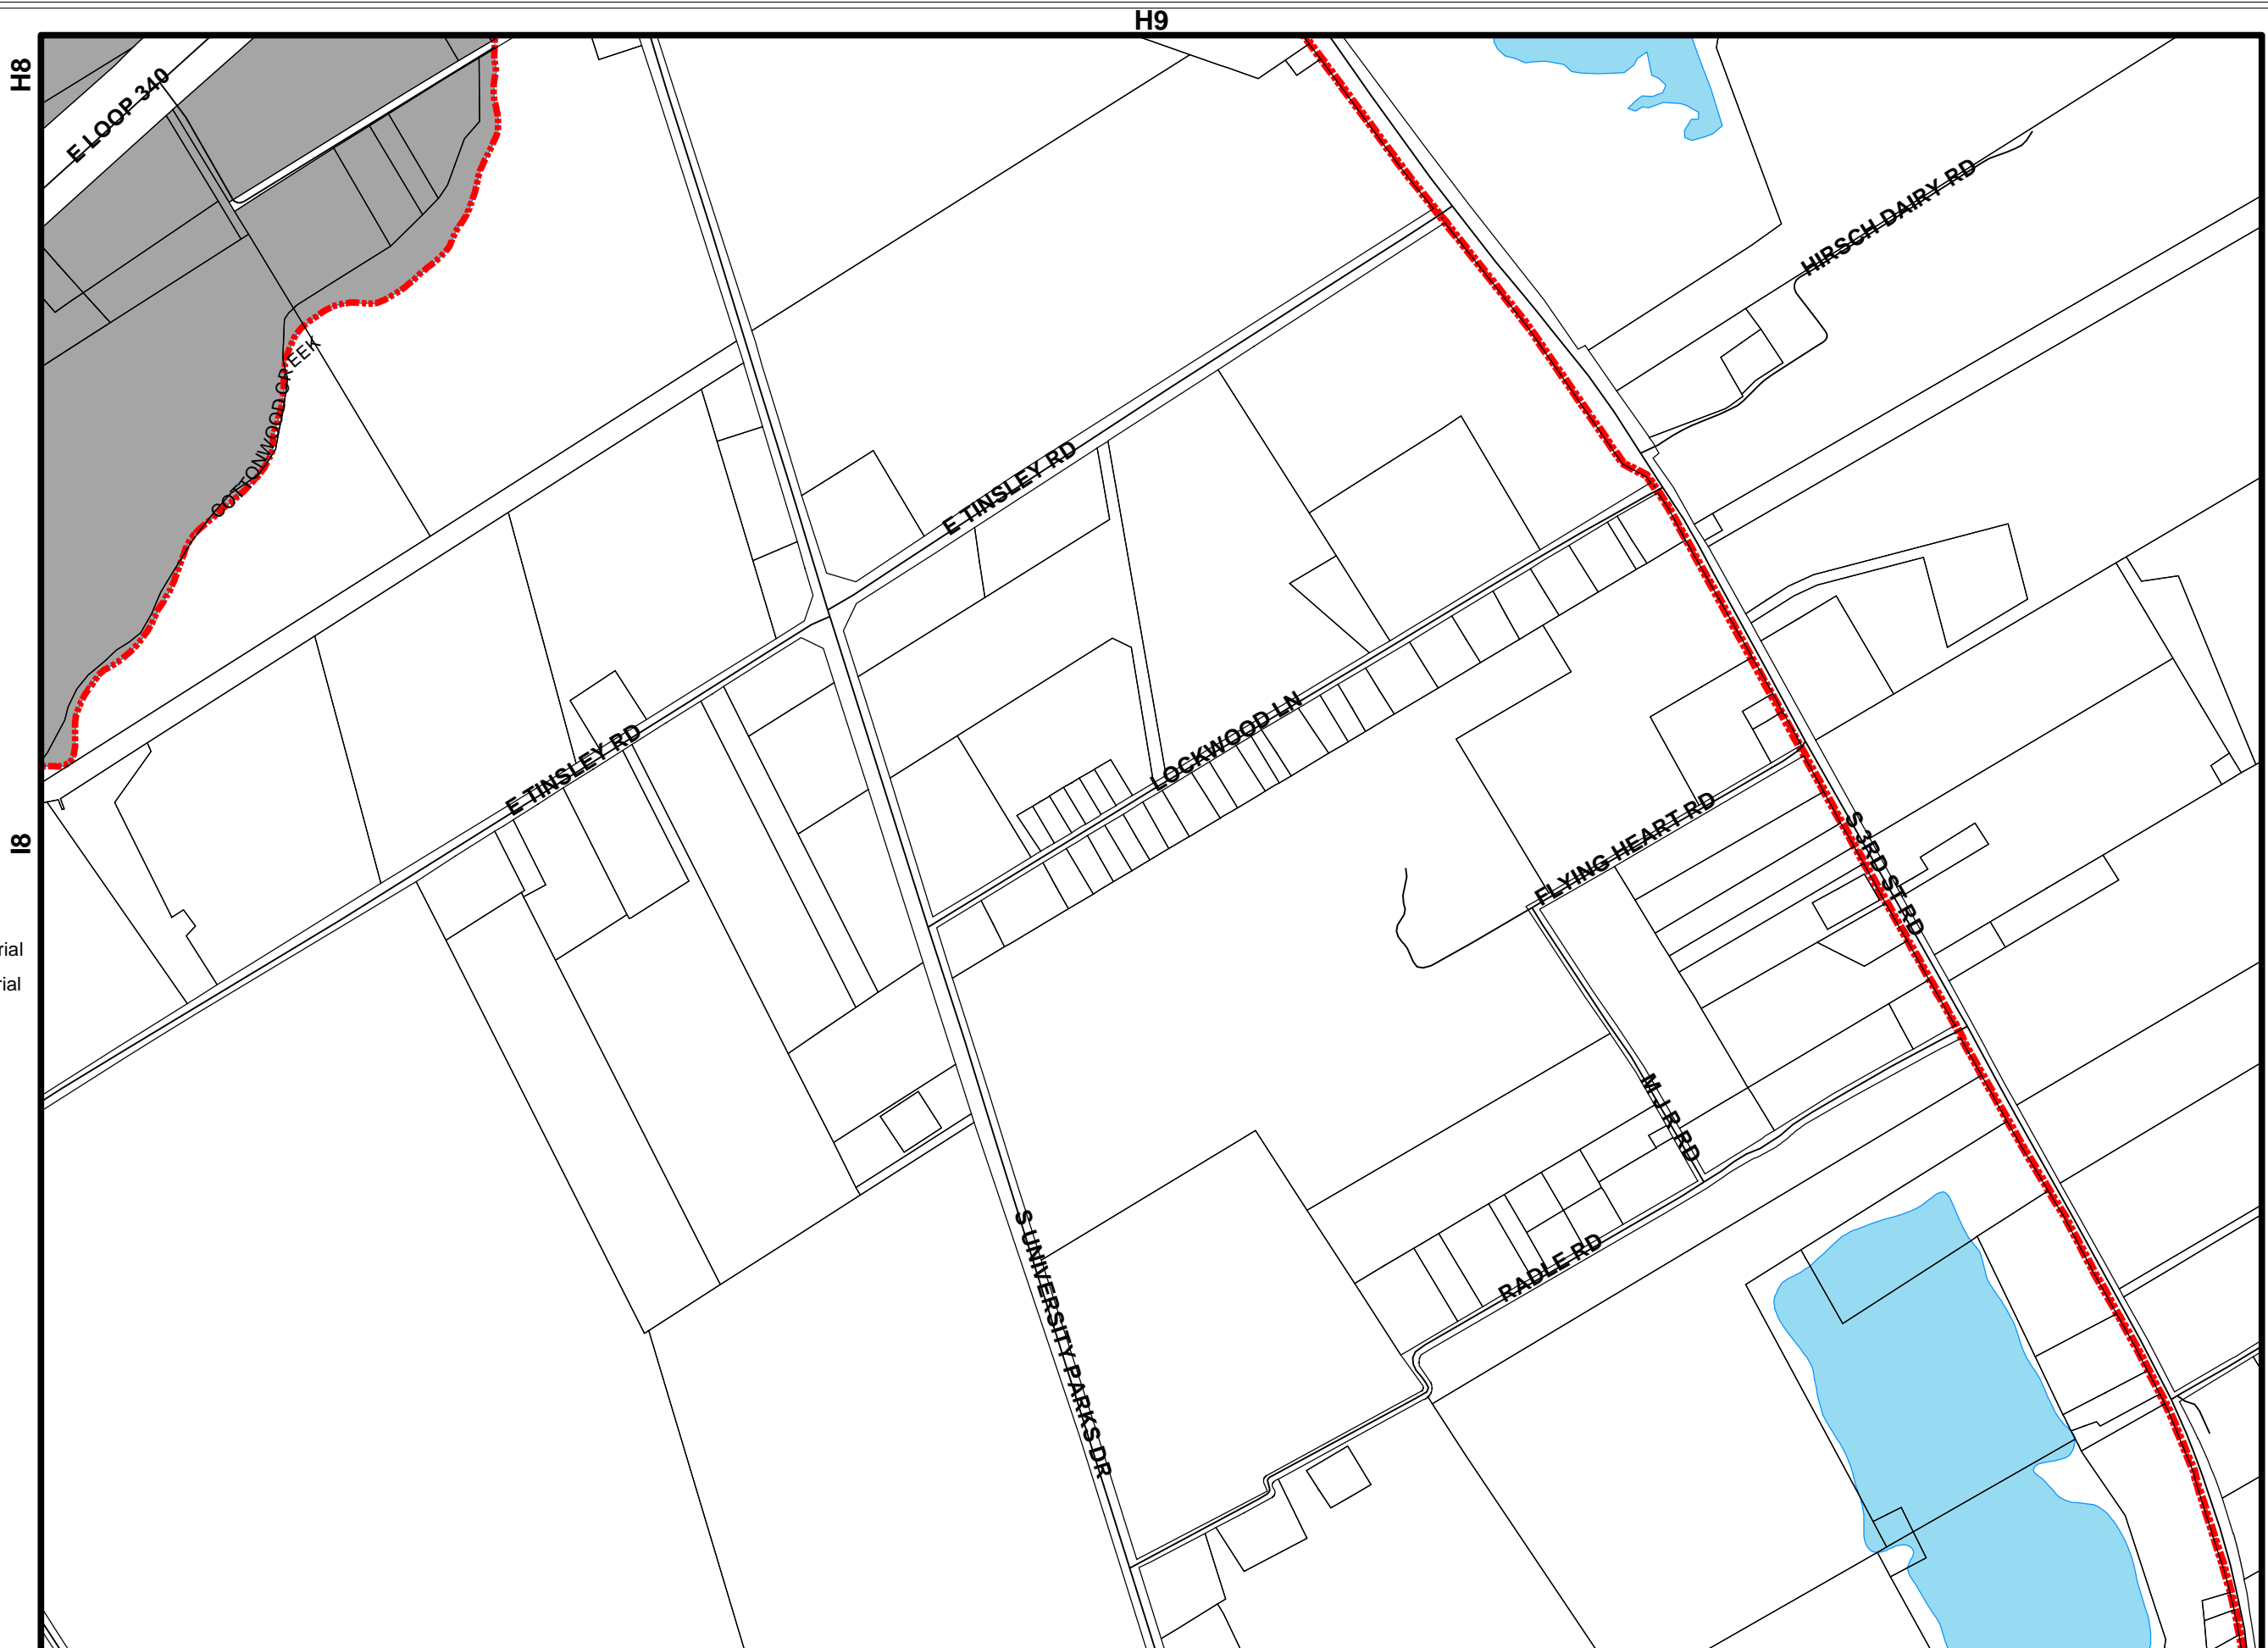 H9
H8
E LOOP 340
HIRSCH DAIRY RD
COTTONWOOD CREEK
E TINSLEY RD
LOCKWOOD LN
E TINSLEY RD
I8
FLYING HEART RD
S 3RD ST RD
rial
rial
M J R RD
S UNIVERSITY PARKS DR
RADLE RD